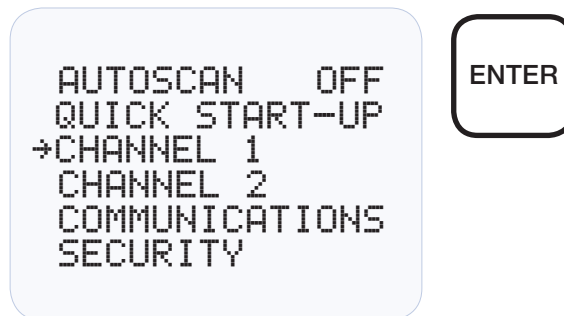 AUTOSCAN OFF
QUICK START-UP
→CHANNEL 1
CHANNEL 2
COMMUNICATIONS
SECURITY
ENTER